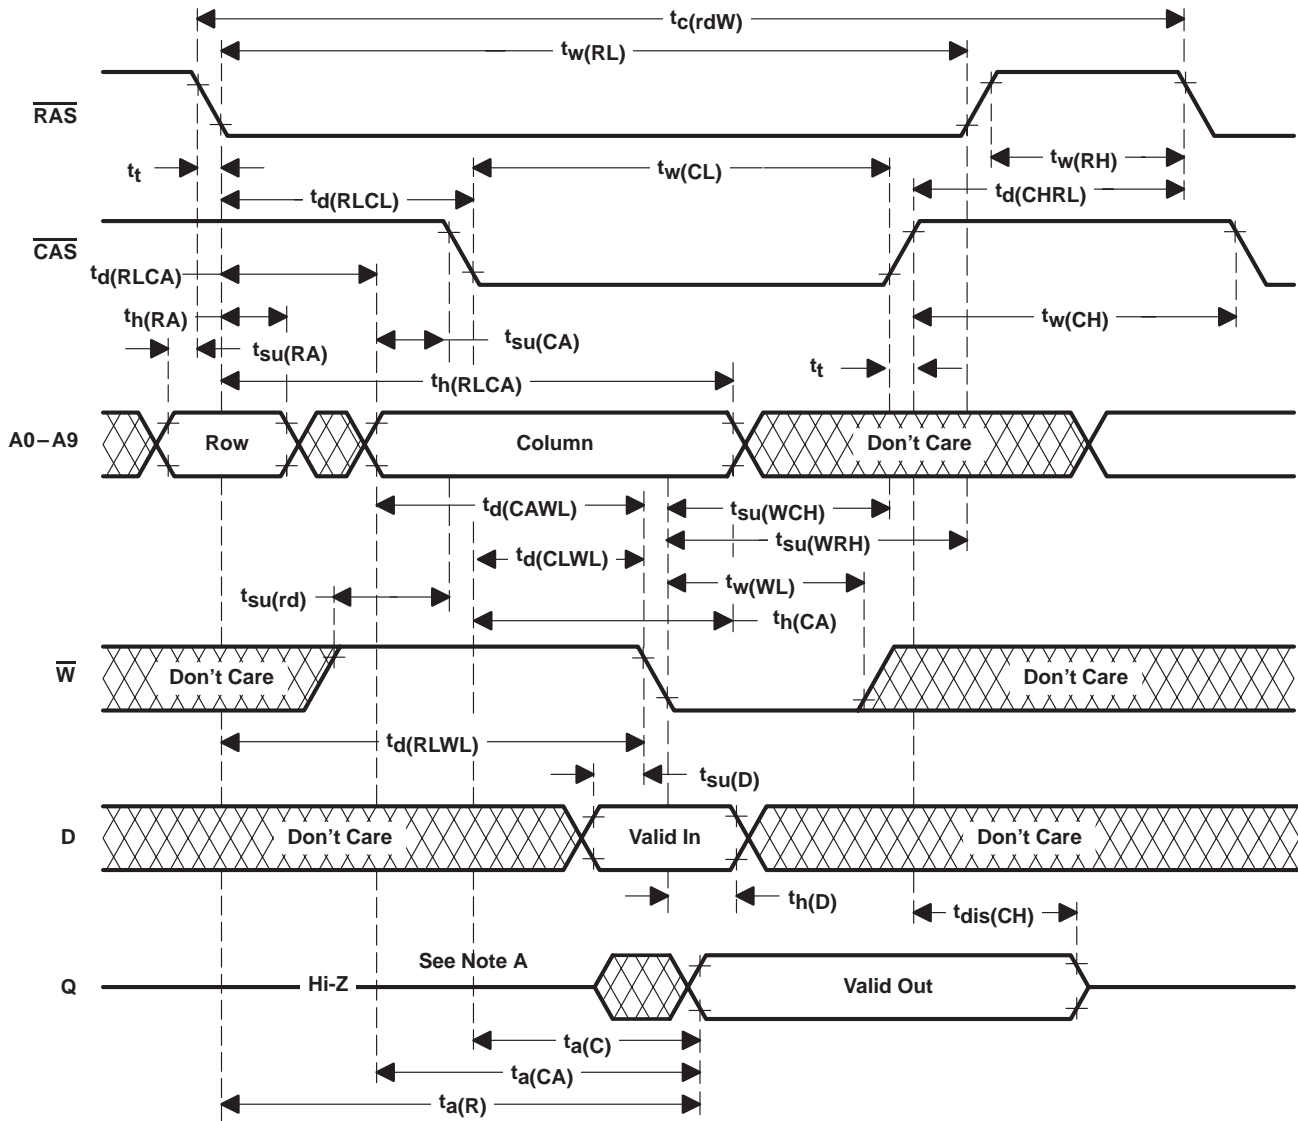 tc(rdW)
tw(RL)
RAS
tt
tw(CL)
tw(RH)
td(RLCL)
td(CHRL)
CAS
td(RLCA)
th(RA)
tw(CH)
tsu(RA)
tsu(CA)
tt
th(RLCA)
A0–A9
Row
Column
Don't Care
td(CAWL)
tsu(WCH)
tsu(WRH)
td(CLWL)
tw(WL)
tsu(rd)
th(CA)
W
Don't Care
Don't Care
td(RLWL)
tsu(D)
D
Don't Care
Valid In
Don't Care
th(D)
tdis(CH)
See Note A
Q
Hi-Z
Valid Out
ta(C)
ta(CA)
ta(R)